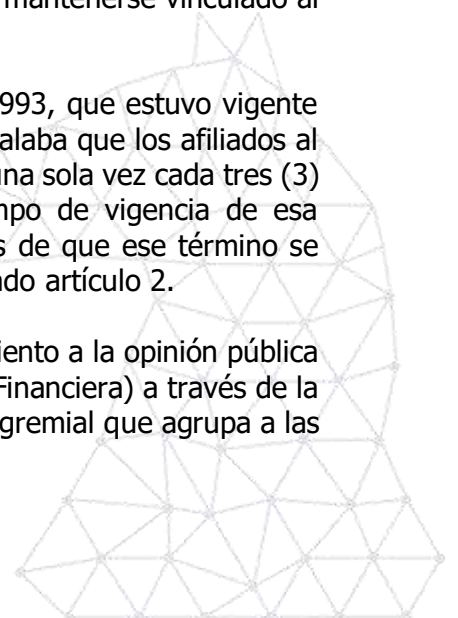 mantenerse vinculado al
993, que estuvo vigente
alaba que los afiliados al
una sola vez cada tres (3)
mpo de vigencia de esa
s de que ese término se
ado artículo 2.
iento a la opinión pública
Financiera) a través de la
gremial que agrupa a las